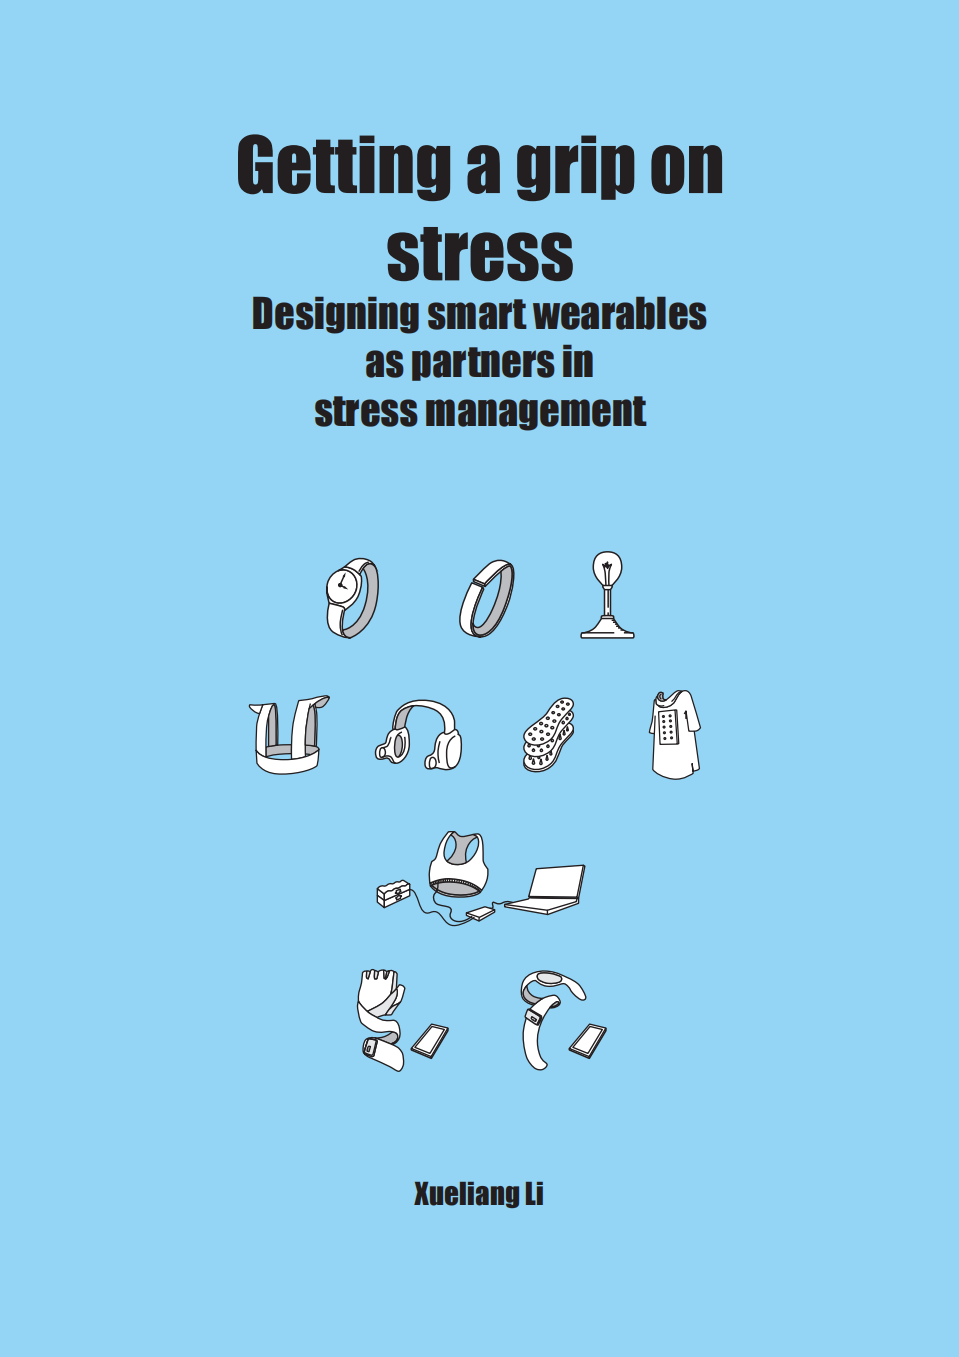 Getting a grip on
stress
Designing smart wearables
as partners in
stress management
Xueliang Li